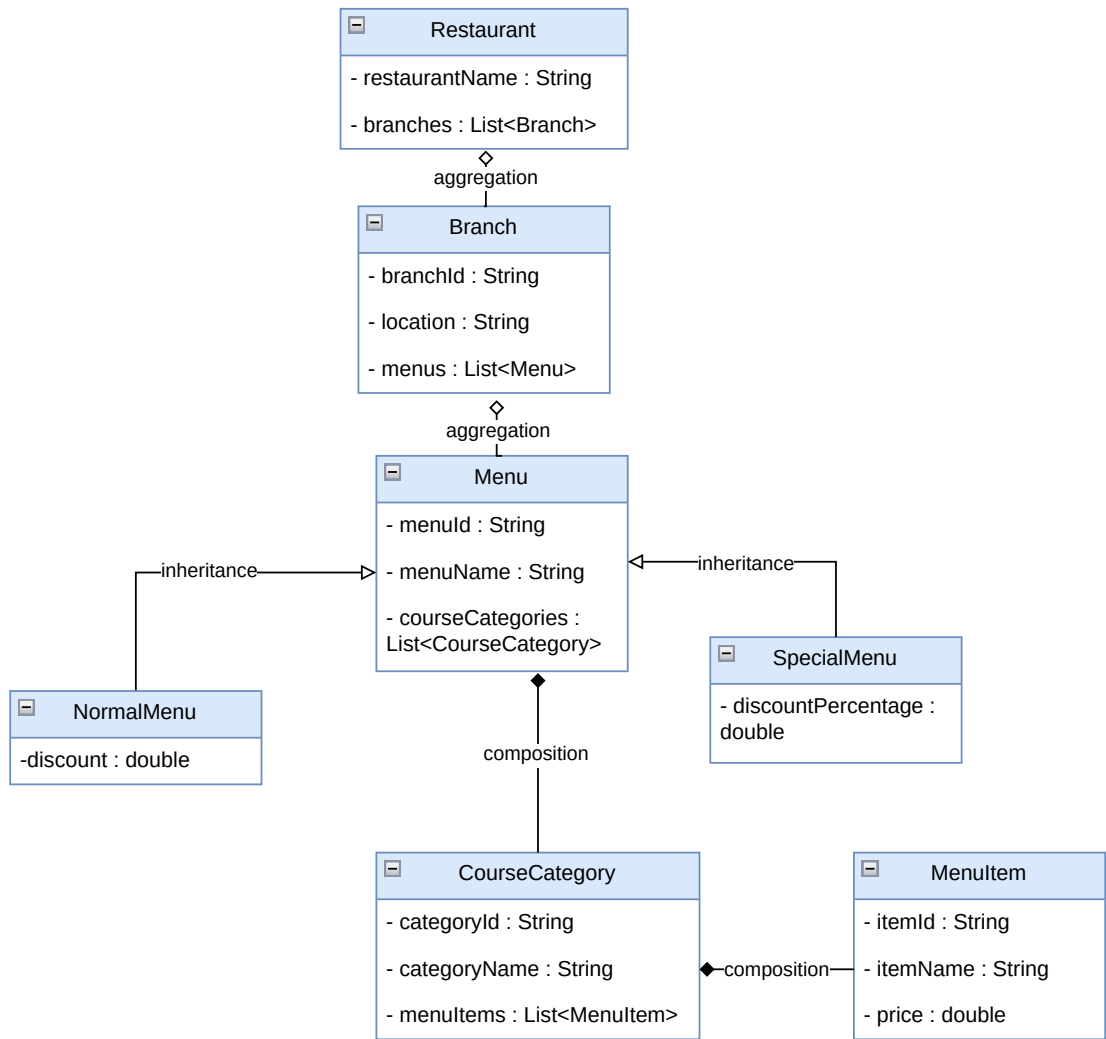 Restaurant
- restaurantName : String
- branches : List<Branch>
aggregation
Branch
- branchId : String
- location : String
- menus : List<Menu>
aggregation
Menu
- menuId : String
- menuName : String
- courseCategories :
List<CourseCategory>
inheritance
inheritance
NormalMenu
-discount : double
SpecialMenu
- discountPercentage :
double
composition
CourseCategory
- categoryId : String
- categoryName : String
- menuItems : List<MenuItem>
composition
MenuItem
- itemId : String
- itemName : String
- price : double